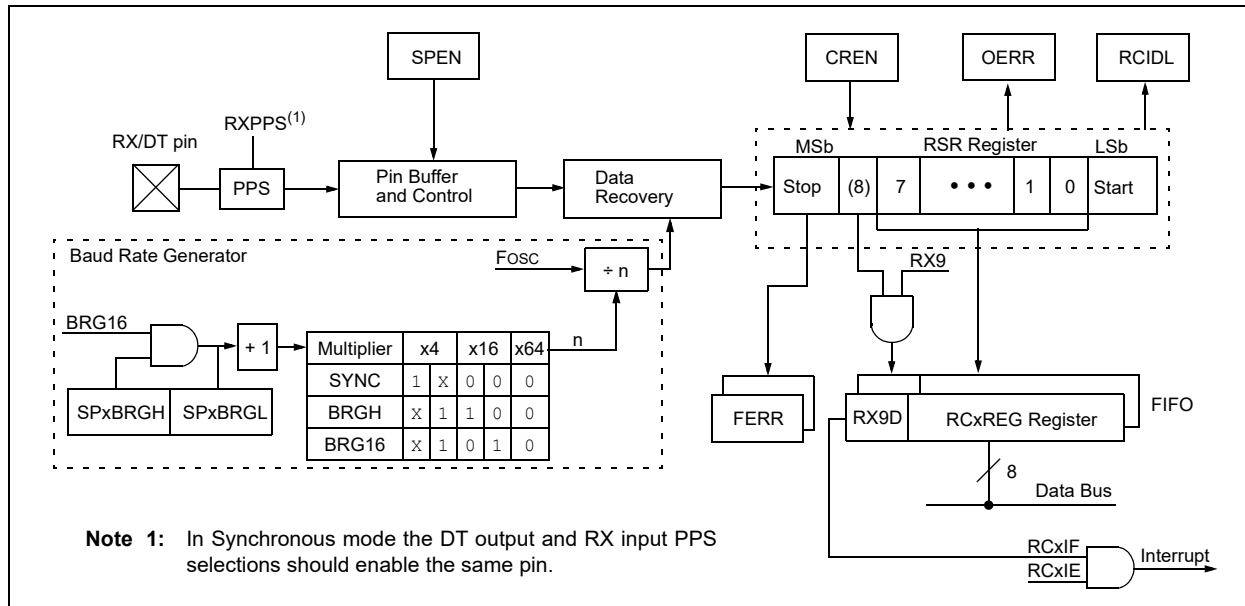 SPEN
CREN
OERR
RCIDL
RXPPS(1)
RX/DT pin
MSb
RSR Register
LSb
PPS
Pin Buffer
and Control
Data
Recovery
Stop
(8)
7
• • •
1
0
Start
Baud Rate Generator
FOSC
÷ n
RX9
BRG16
+ 1
n
Multiplier x4 x16 x64
SYNC 1 X 0 0 0
BRGH X 1 1 0 0
BRG16 X 1 0 1 0
SPxBRGH
SPxBRGL
FERR
RX9D
RCxREG Register
FIFO
8
Data Bus
Note 1: In Synchronous mode the DT output and RX input PPS
selections should enable the same pin.
RCxIF
RCxIE
Interrupt